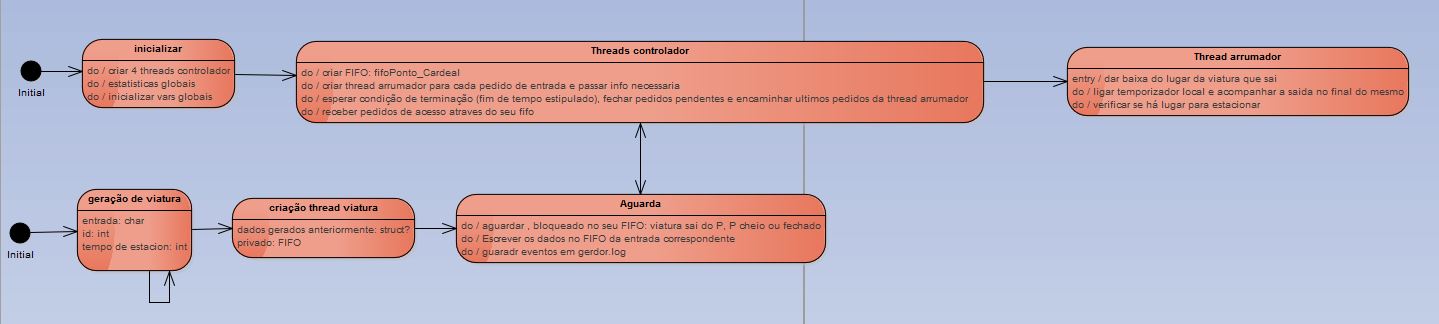 inicializar
do / criar 4 threads controlador
do / estatisticas globais
do / inicializar vars globais
Initial
Threads controlador
do / criar FIFO: fifoPonto_Cardeal
do / criar thread arrumador para cada pedido de entrada e passar info necessaria
do / esperar condição de terminação (fim de tempo estipulado), fechar pedidos pendentes e encaminhar ultimos pedidos da thread arrumador
do / receber pedidos de acesso atraves do seu fifo
Thread arrumador
entry / dar baixa do lugar da viatura que sai
do / ligar temporizador local e acompanhar a saida no final do mesmo
do / verificar se há lugar para estacionar
geração de viatura
entrada: char
id: int
tempo de estacion: int
Initial
criação thread viatura
dados gerados anteriormente: struct?
privado: FIFO
Aguarda
do / aguardar , bloqueado no seu FIFO: viatura sai do P, P cheio ou fechado
do / Escrever os dados no FIFO da entrada correspondente
do / guaradr eventos em gerdor.log